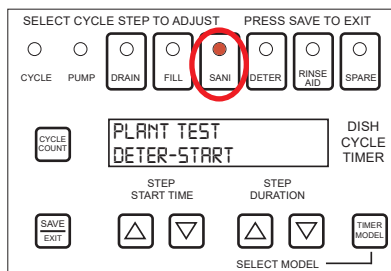 SELECT CYCLE STEP TO ADJUST PRESS SAVE TO EXIT
CYCLE PUMP DRAIN FILL SANI DETER RINSE AID SPARE
CYCLE COUNT
PLANT TEST
DETER-START
DISH
CYCLE
TIMER
STEP
START TIME
STEP
DURATION
SAVE
EXIT
TIMER
MODEL
SELECT MODEL